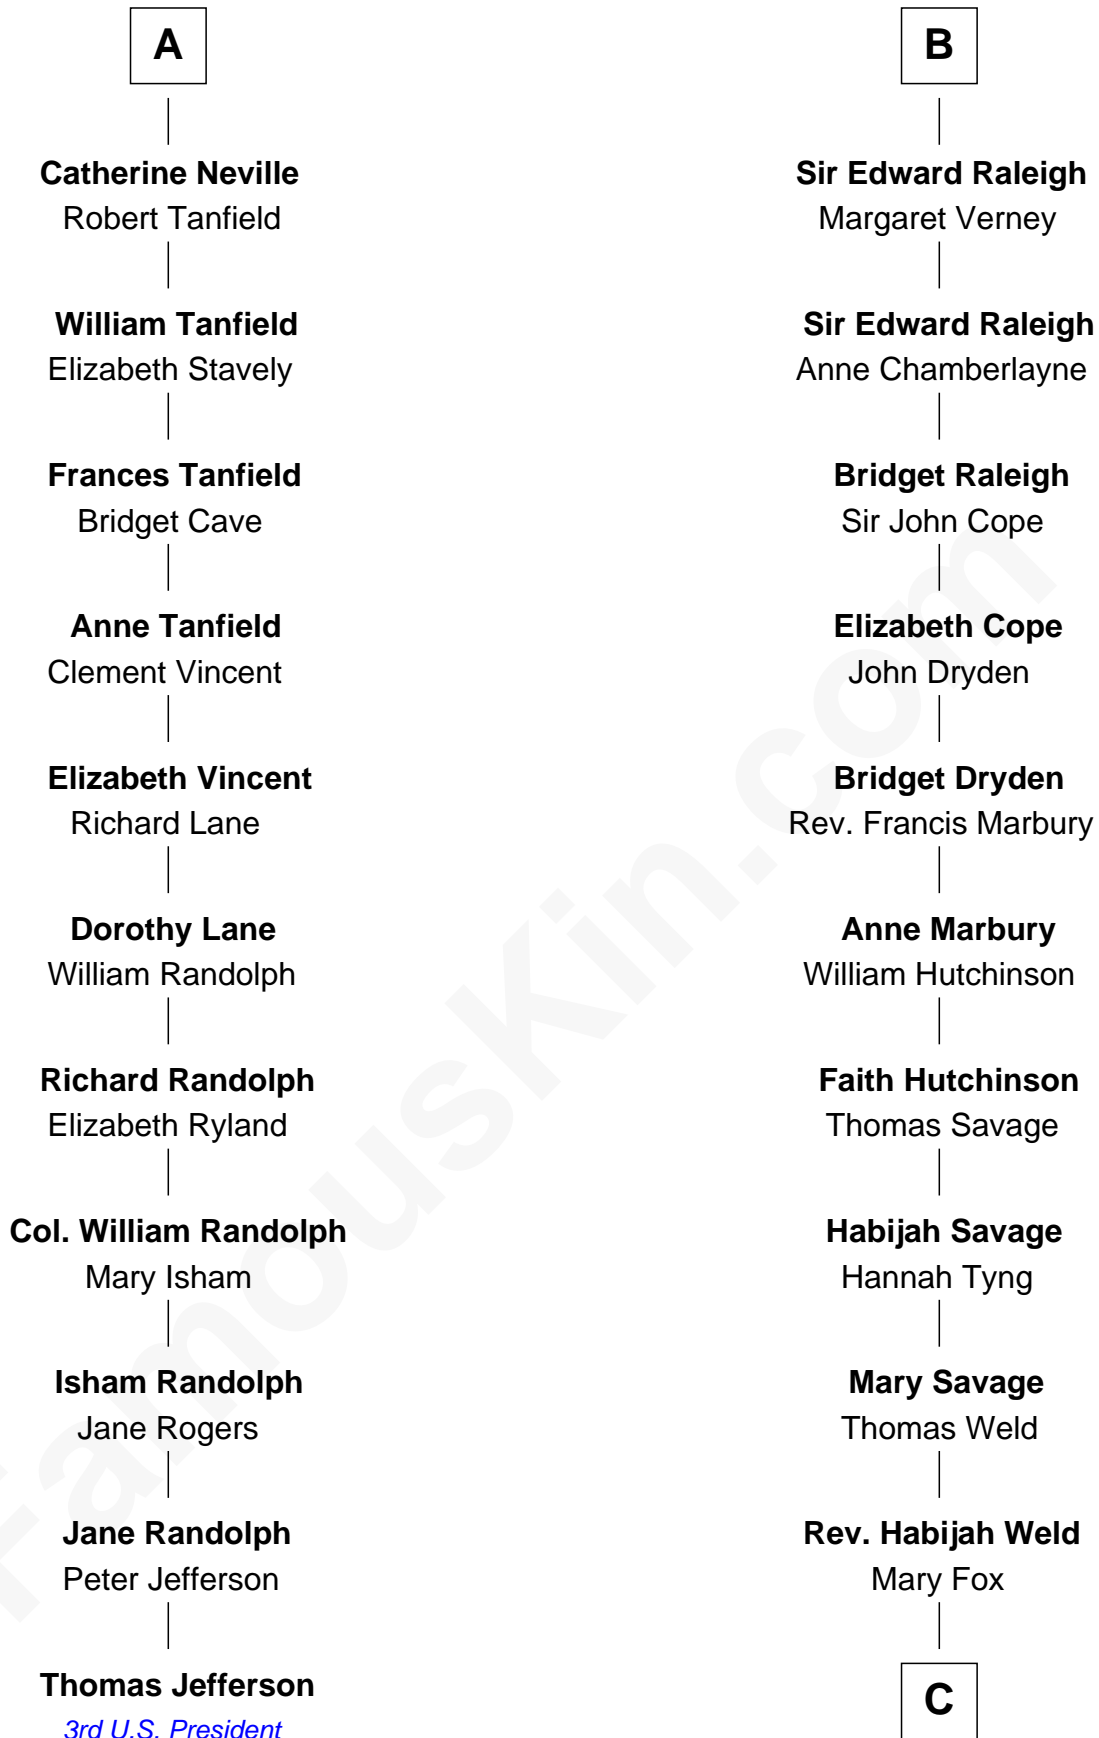 A
Catherine Neville
Robert Tanfield
William Tanfield
Elizabeth Stavely
Frances Tanfield
Bridget Cave
Anne Tanfield
Clement Vincent
Elizabeth Vincent
Richard Lane
Dorothy Lane
William Randolph
Richard Randolph
Elizabeth Ryland
Col. William Randolph
Mary Isham
Isham Randolph
Jane Rogers
Jane Randolph
Peter Jefferson
Thomas Jefferson
3rd U.S. President
B
Sir Edward Raleigh
Margaret Verney
Sir Edward Raleigh
Anne Chamberlayne
Bridget Raleigh
Sir John Cope
Elizabeth Cope
John Dryden
Bridget Dryden
Rev. Francis Marbury
Anne Marbury
William Hutchinson
Faith Hutchinson
Thomas Savage
Habijah Savage
Hannah Tyng
Mary Savage
Thomas Weld
Rev. Habijah Weld
Mary Fox
C
FamousKin.com